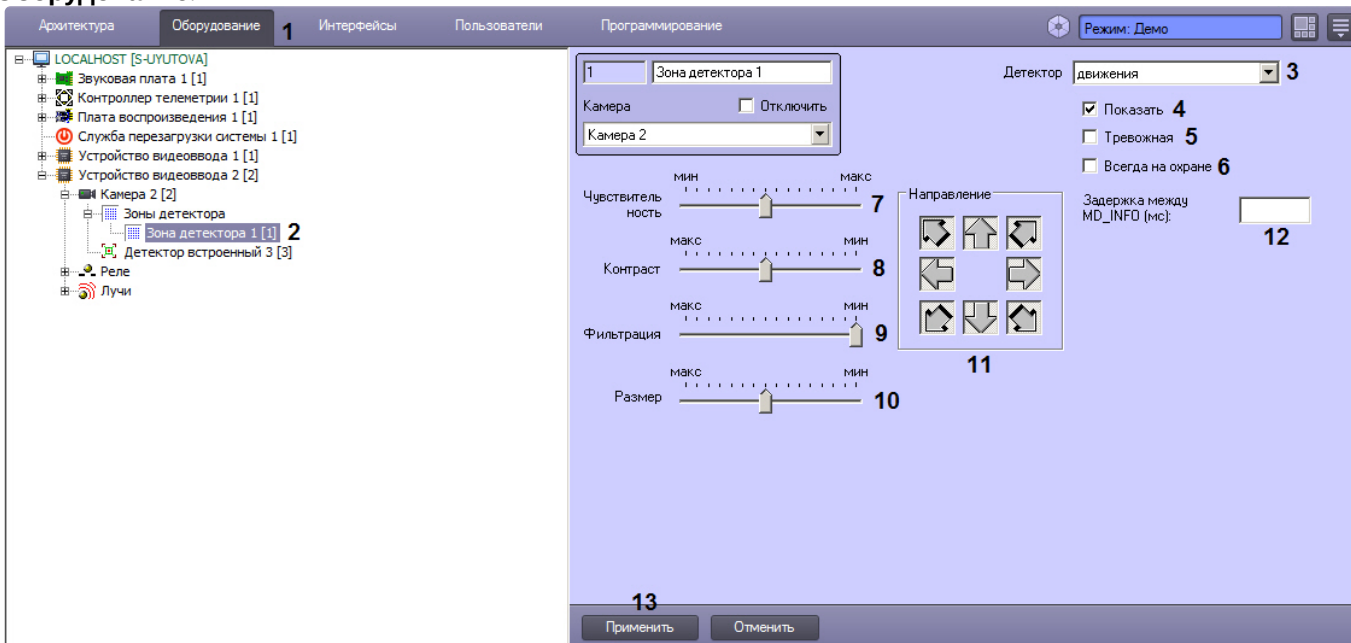 Архитектура Оборудование 1 Интерфейсы Пользователи Программирование Режим: Демо
LOCALHOST [S-UYUTOVA]
Звуковая плата 1 [1]
Контроллер телеметрии 1 [1]
Плата воспроизведения 1 [1]
Служба перезагрузки системы 1 [1]
Устройство видеоввода 1 [1]
Устройство видеоввода 2 [2]
Камера 2 [2]
Зоны детектора
Зона детектора 1 [1] 2
Детектор встроенный 3 [3]
Реле
Лучи
1 Зона детектора 1
Камера Отключить
Камера 2
Детектор движения 3
Показать 4
Тревожная 5
Всегда на охране 6
мин макс
Чувствитель
ность 7
макс мин
Контраст 8
макс мин
Фильтрация 9
макс мин
Размер 10
Направление
11
Задержка между
MD_INFO (мс):
12
13
Применить Отменить